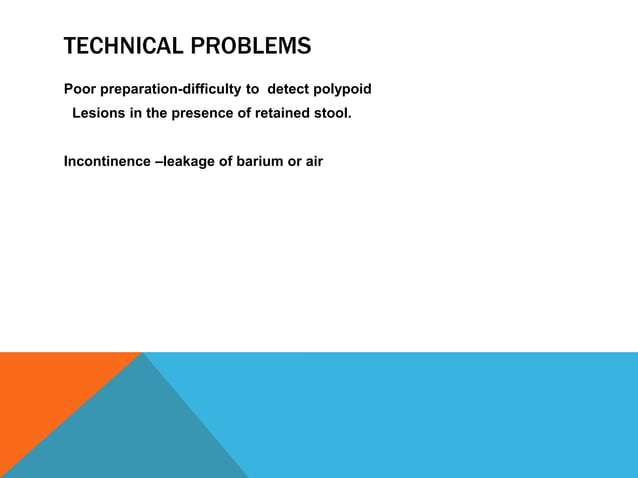 TECHNICAL PROBLEMS
Poor preparation-difficulty to  detect polypoid
Lesions in the presence of retained stool.
Incontinence –leakage of barium or air